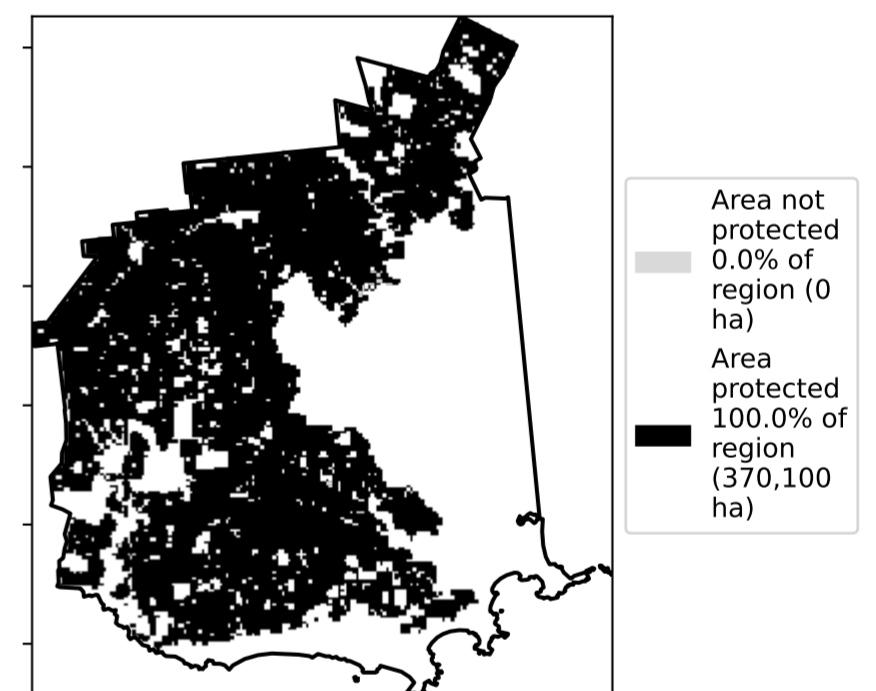 Area not
protected
0.0% of
region (0
ha)
Area
protected
100.0% of
region
(370,100
ha)